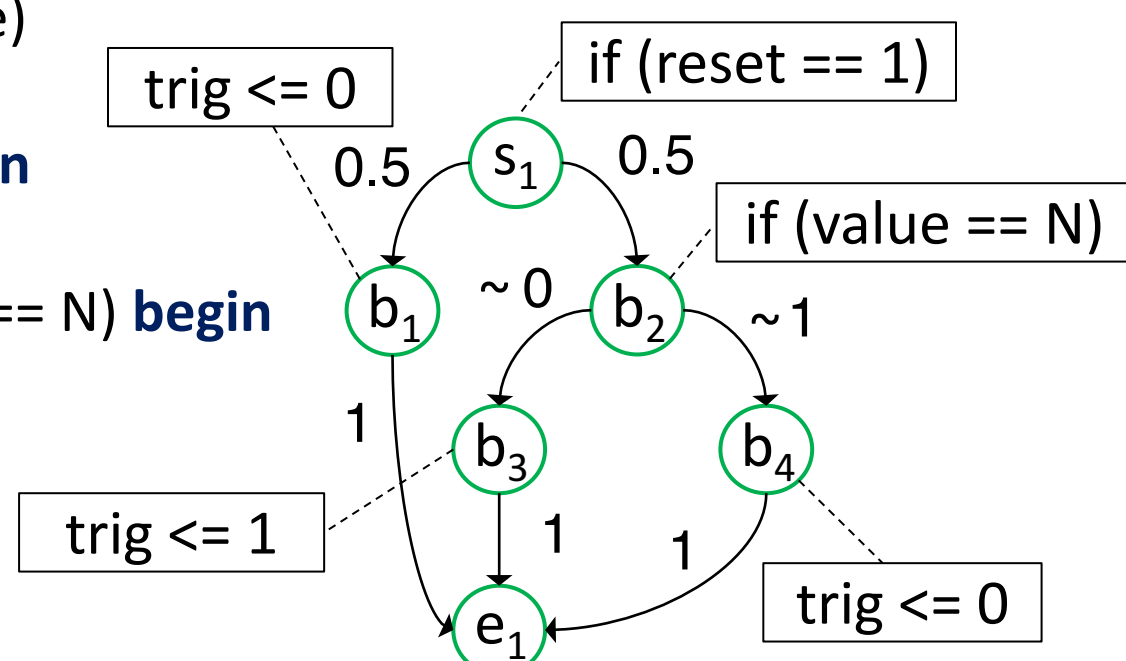 e)
if (reset == 1)
trig <= 0
s1
0.5
0.5
n
if (value == N)
~ 0
b1
b2
~1
== N) begin
1
b3
b4
trig <= 1
1
1
trig <= 0
e1